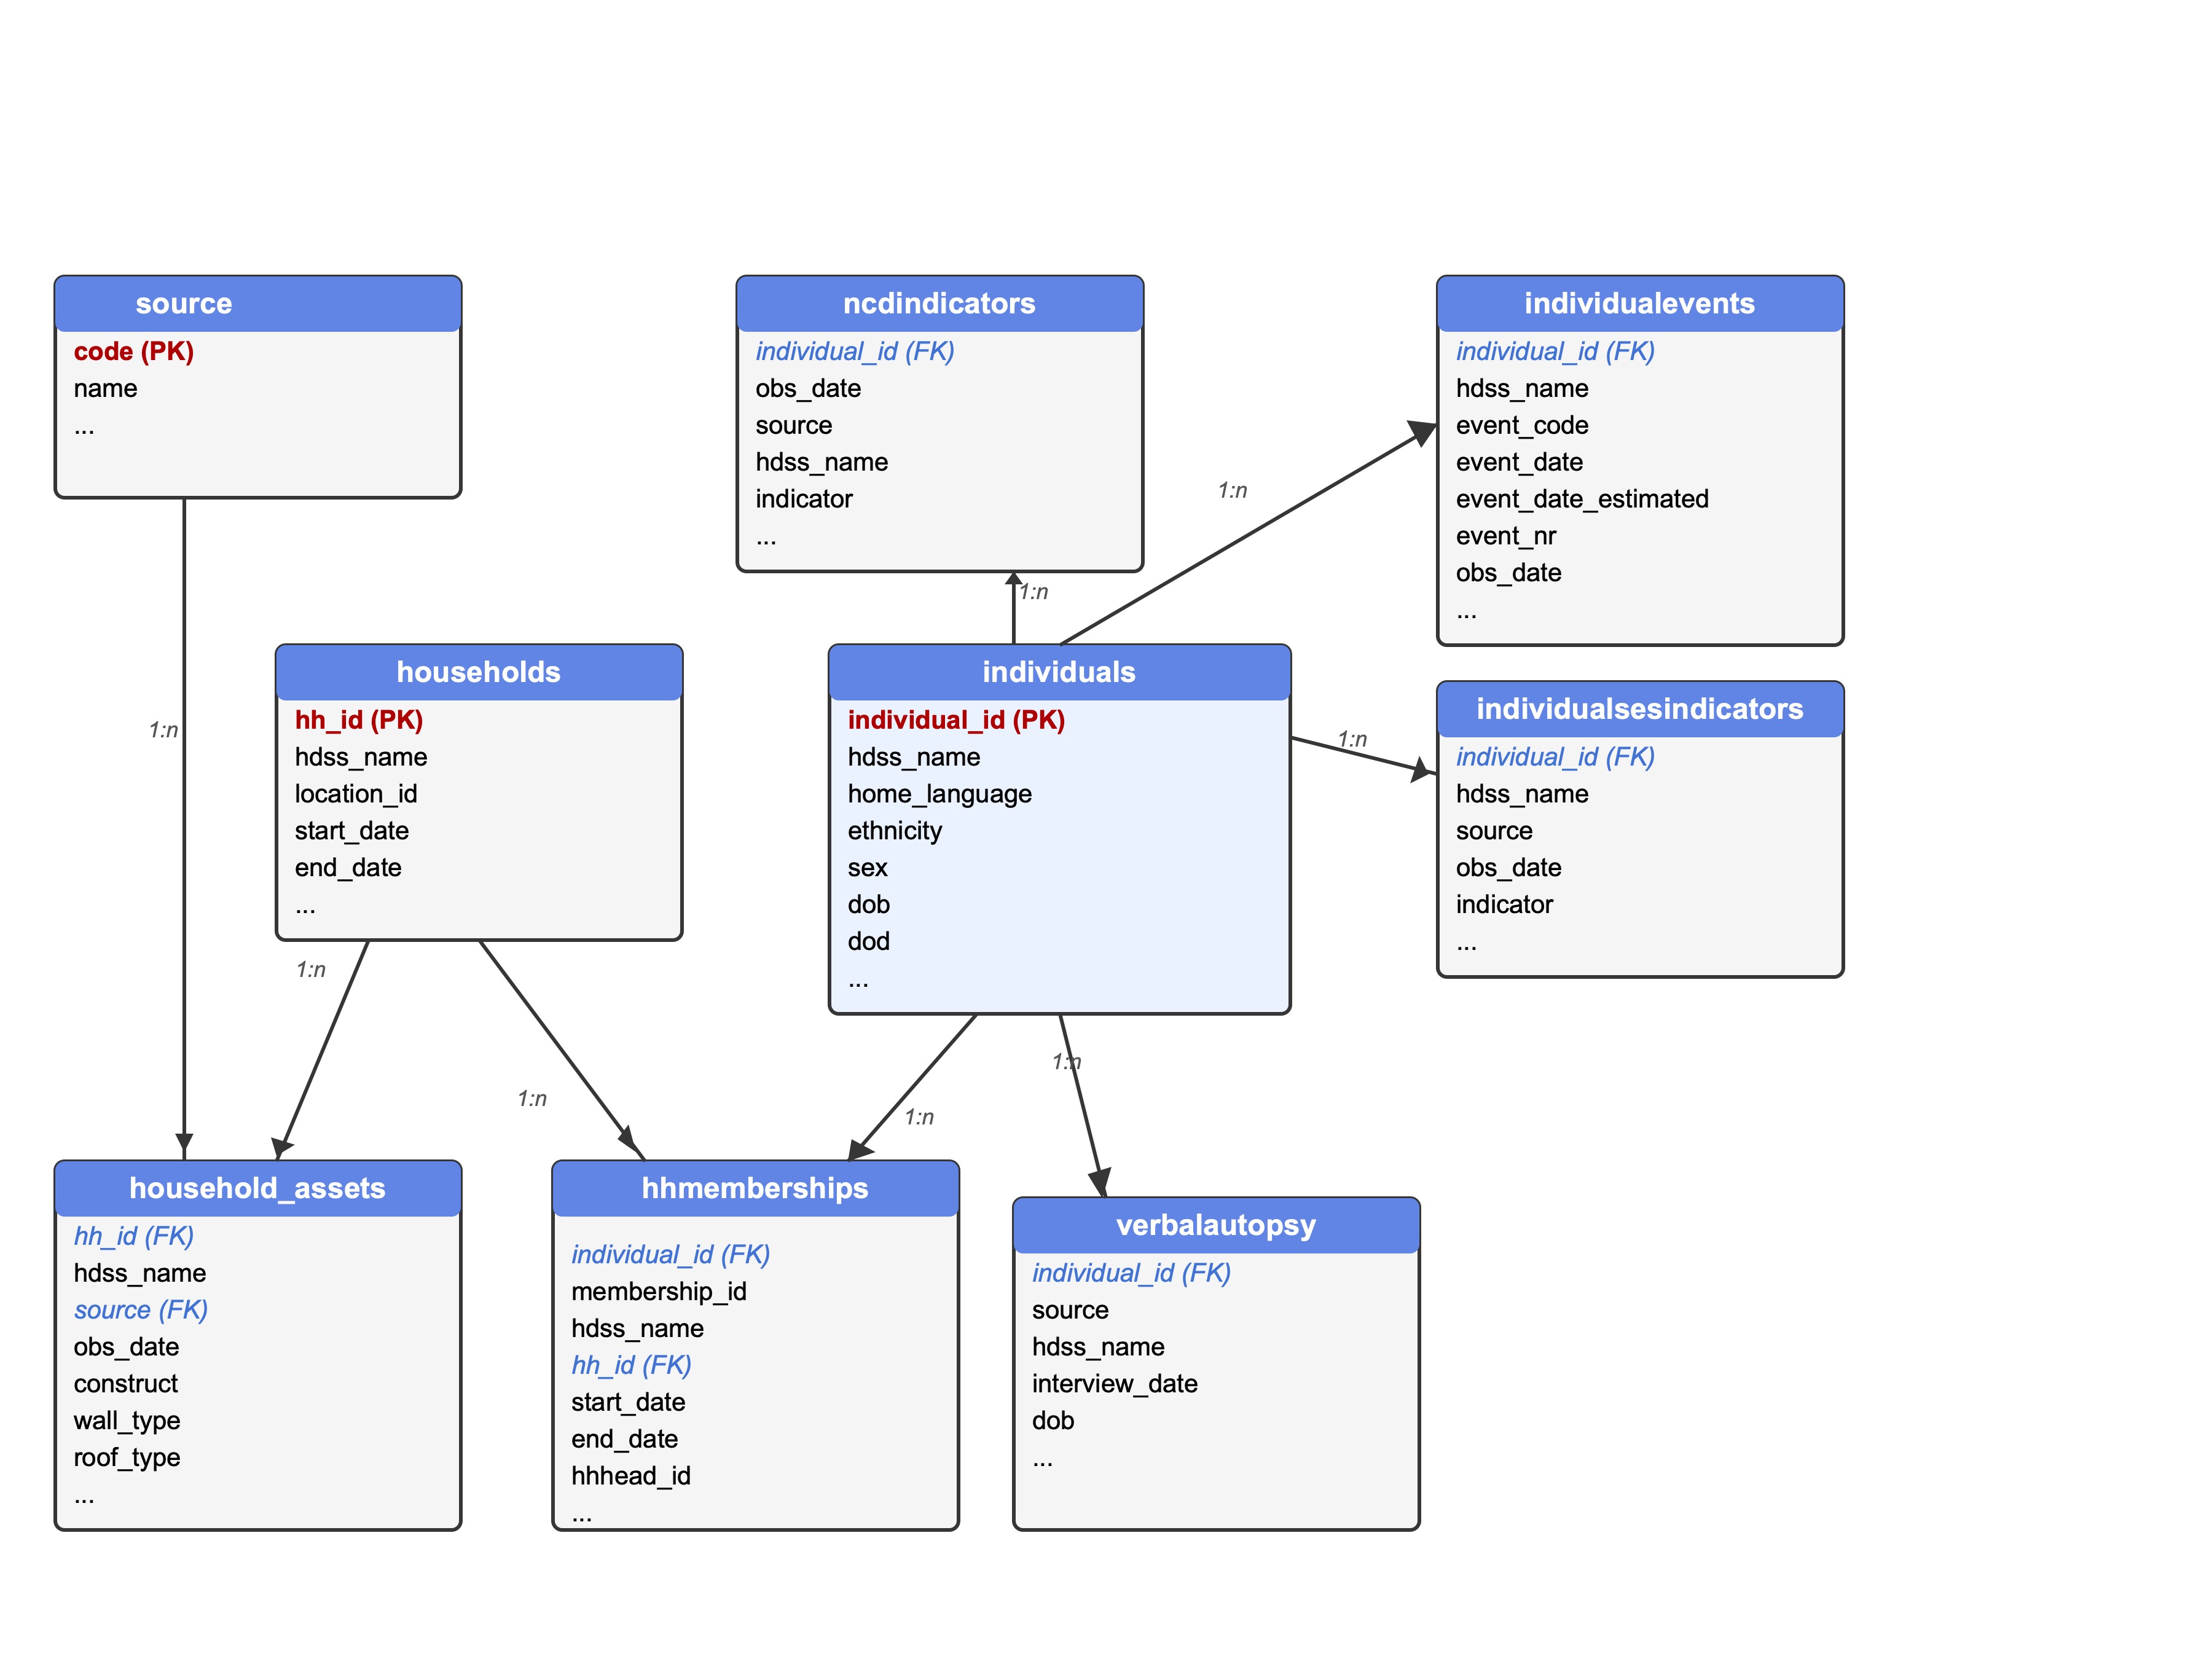 source
code (PK)
name
...
ncdindicators
individual_id (FK)
obs_date
source
hdss_name
indicator
...
individualevents
individual_id (FK)
hdss_name
event_code
event_date
event_date_estimated
event_nr
obs_date
...
1:n
1:n
1:n
households
hh_id (PK)
hdss_name
location_id
start_date
end_date
...
individuals
individual_id (PK)
hdss_name
home_language
ethnicity
sex
dob
dod
...
1:n
individualsesindicators
individual_id (FK)
hdss_name
source
obs_date
indicator
...
1:n
1:n
1:n
1:n
household_assets
hh_id (FK)
hdss_name
source (FK)
obs_date
construct
wall_type
roof_type
...
hhmemberships
individual_id (FK)
membership_id
hdss_name
hh_id (FK)
start_date
end_date
hhhead_id
...
verbalautopsy
individual_id (FK)
source
hdss_name
interview_date
dob
...